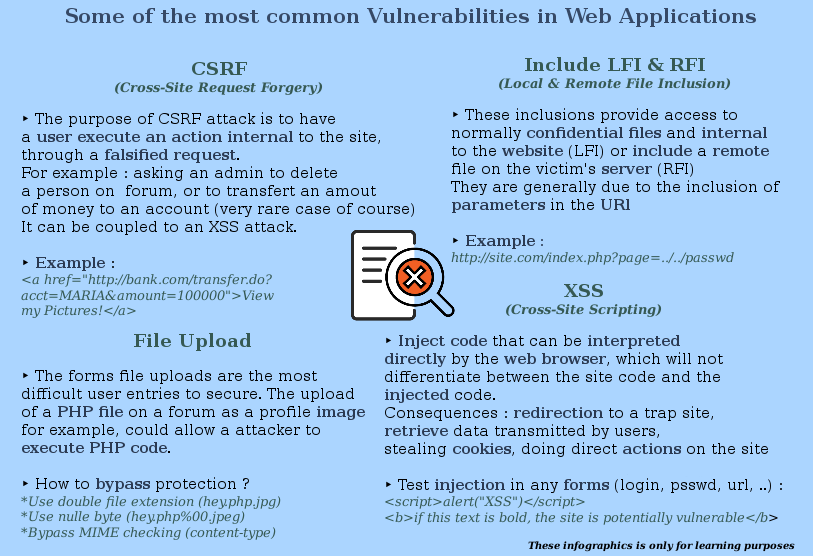 Some of the most common Vulnerabilities in Web Applications
CSRF
(Cross-Site Request Forgery)
‣ The purpose of CSRF attack is to have
a user execute an action internal to the site,
through a falsified request.
For example : asking an admin to delete
a person on  forum, or to transfert an amout
of money to an account (very rare case of course)
It can be coupled to an XSS attack.
‣ Example :
<a href="http://bank.com/transfer.do?
acct=MARIA&amount=100000">View
my Pictures!</a>
File Upload
‣ The forms file uploads are the most
difficult user entries to secure. The upload
of a PHP file on a forum as a profile image
for example, could allow a attacker to
execute PHP code.
‣ How to bypass protection ?
*Use double file extension (hey.php.jpg)
*Use nulle byte (hey.php%00.jpeg)
*Bypass MIME checking (content-type)
Include LFI & RFI
(Local & Remote File Inclusion)
‣ These inclusions provide access to
normally confidential files and internal
to the website (LFI) or include a remote
file on the victim's server (RFI)
They are generally due to the inclusion of
parameters in the URl
‣ Example :
http://site.com/index.php?page=../../passwd
XSS
(Cross-Site Scripting)
‣ Inject code that can be interpreted
directly by the web browser, which will not
differentiate between the site code and the
injected code.
Consequences : redirection to a trap site,
retrieve data transmitted by users,
stealing cookies, doing direct actions on the site
‣ Test injection in any forms (login, psswd, url, ..) :
<script>alert("XSS")</script>
<b>if this text is bold, the site is potentially vulnerable</b>
These infographics is only for learning purposes